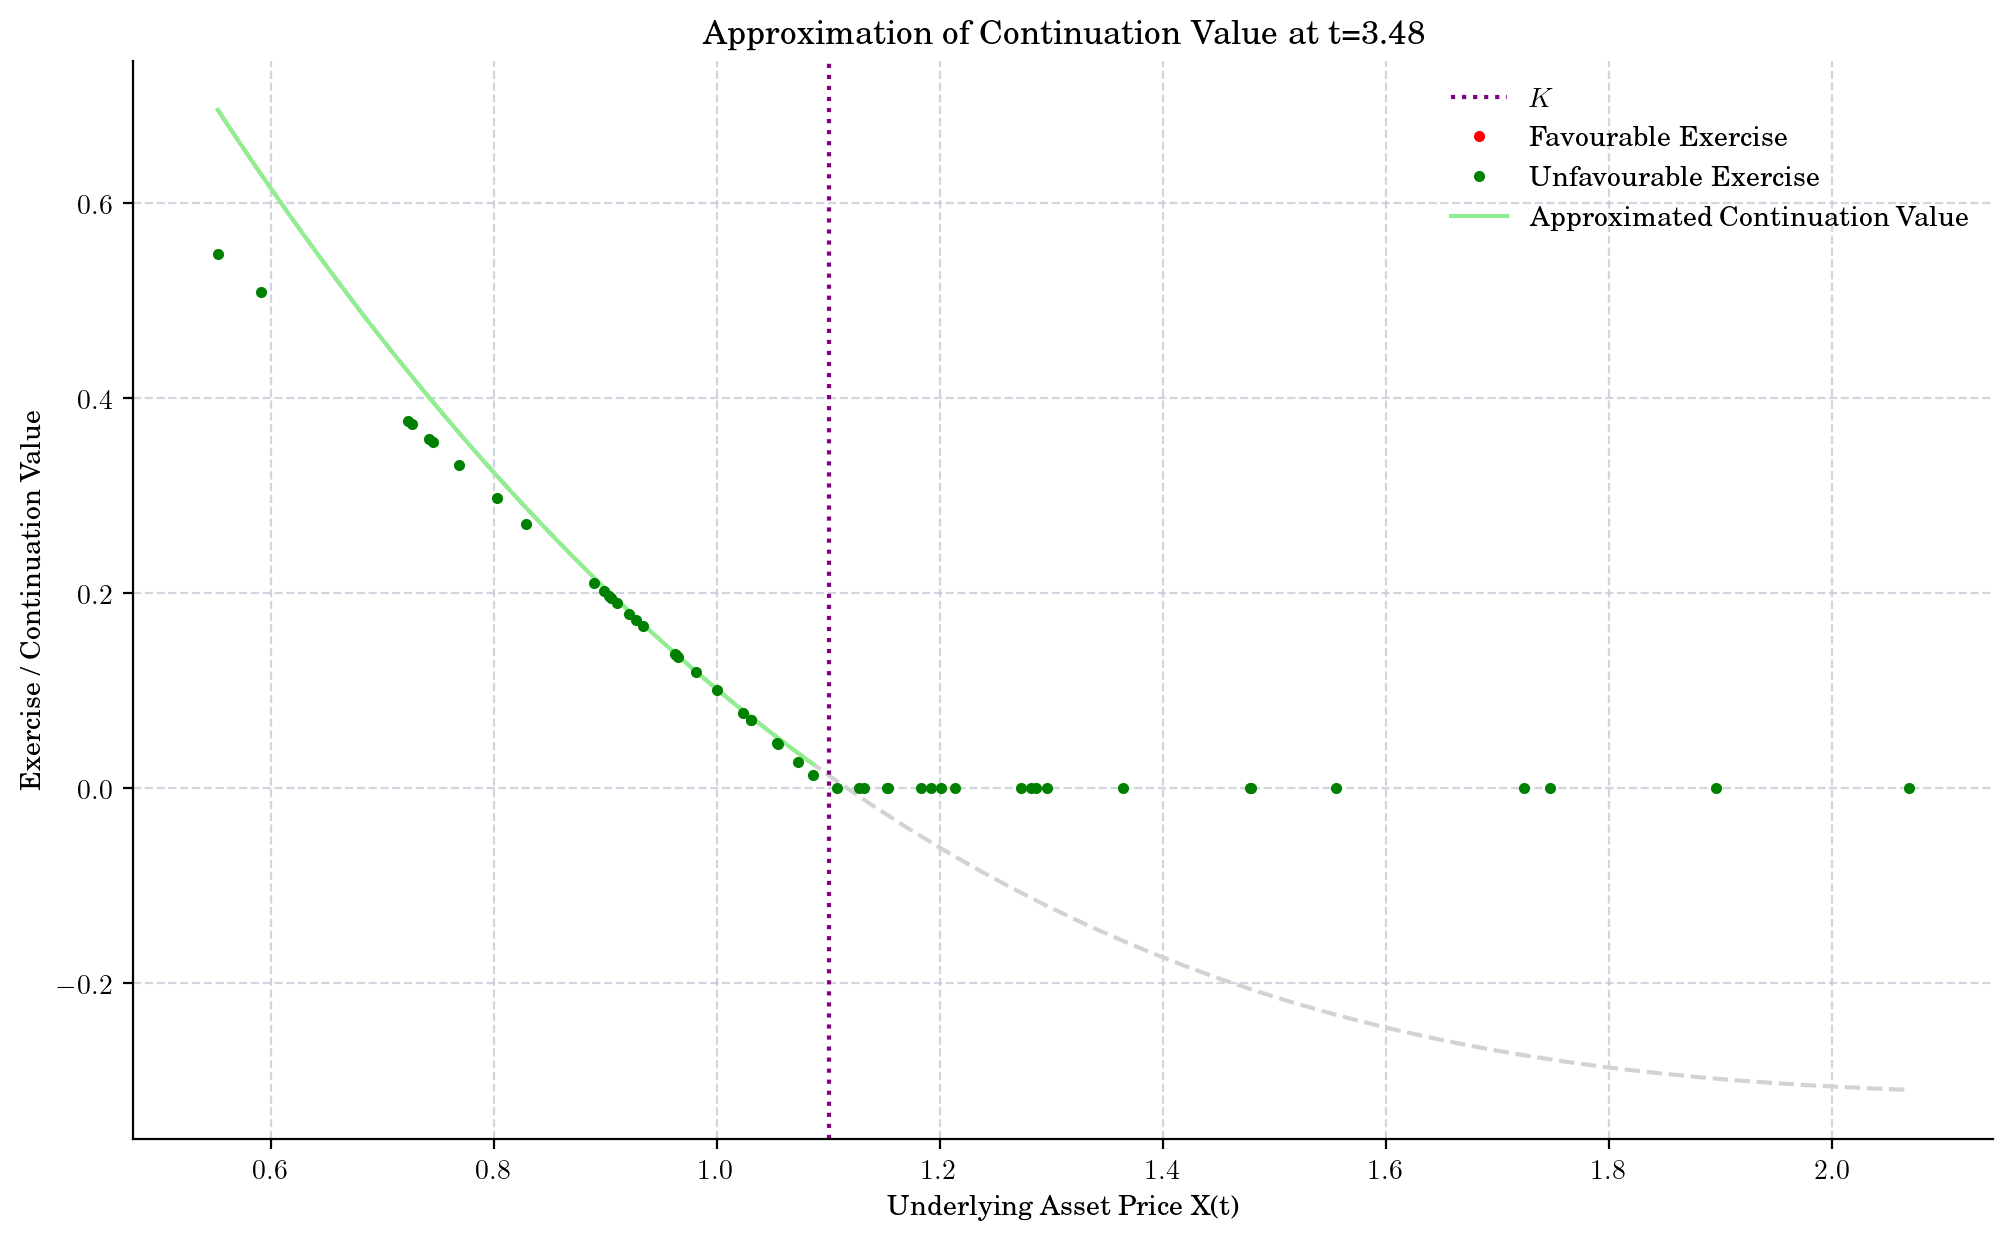 Approximation of Continuation Value at t=3.48
K
Favourable Exercise
Unfavourable Exercise
Approximated Continuation Value
Exercise / Continuation Value
0.6
0.4
0.2
0.0
−0.2
0.6 0.8 1.0 1.2 1.4 1.6 1.8 2.0
Underlying Asset Price X(t)